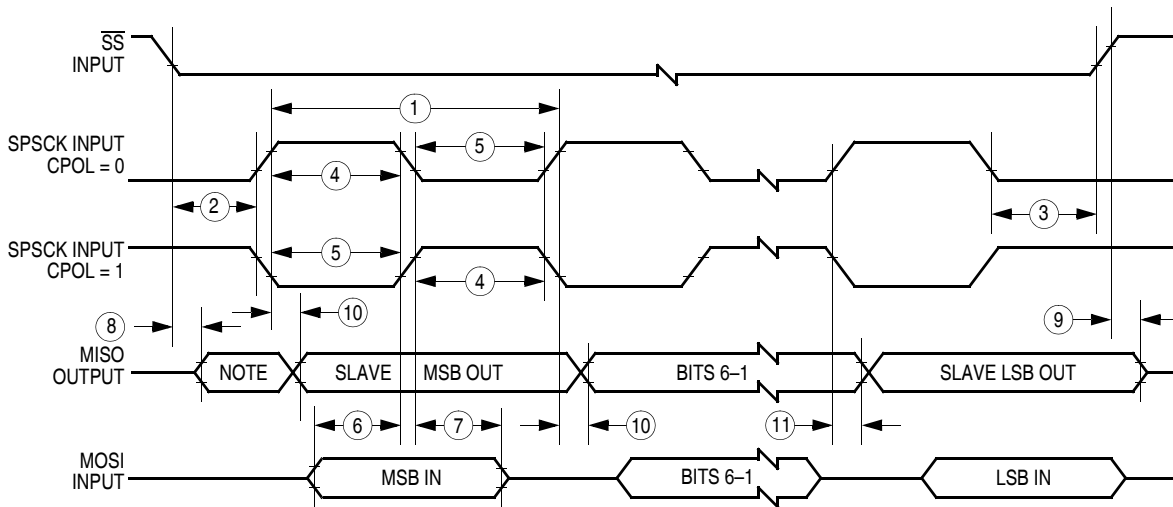 SS
INPUT
1
SPSCK INPUT
CPOL = 0
5
4
2
3
SPSCK INPUT
CPOL = 1
5
4
8
10
9
MISO
OUTPUT
NOTE
SLAVE MSB OUT
BITS 6–1
SLAVE LSB OUT
6
7
10
11
MOSI
INPUT
MSB IN
BITS 6–1
LSB IN